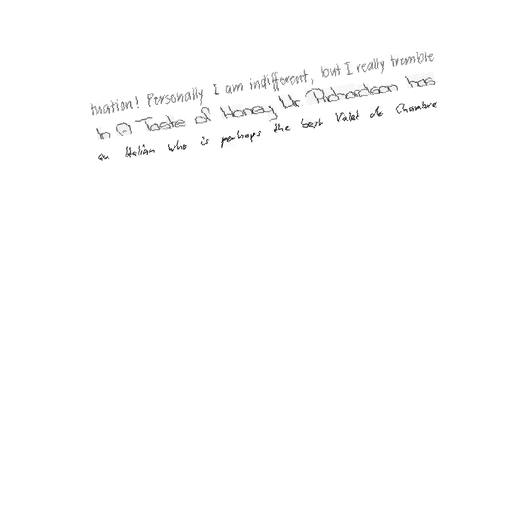 tuation! Personally I am indifferent, but I really tremble
In A Taste of Honey Mr Richardson has
an Italian who is perhaps the best Valet de Chambre